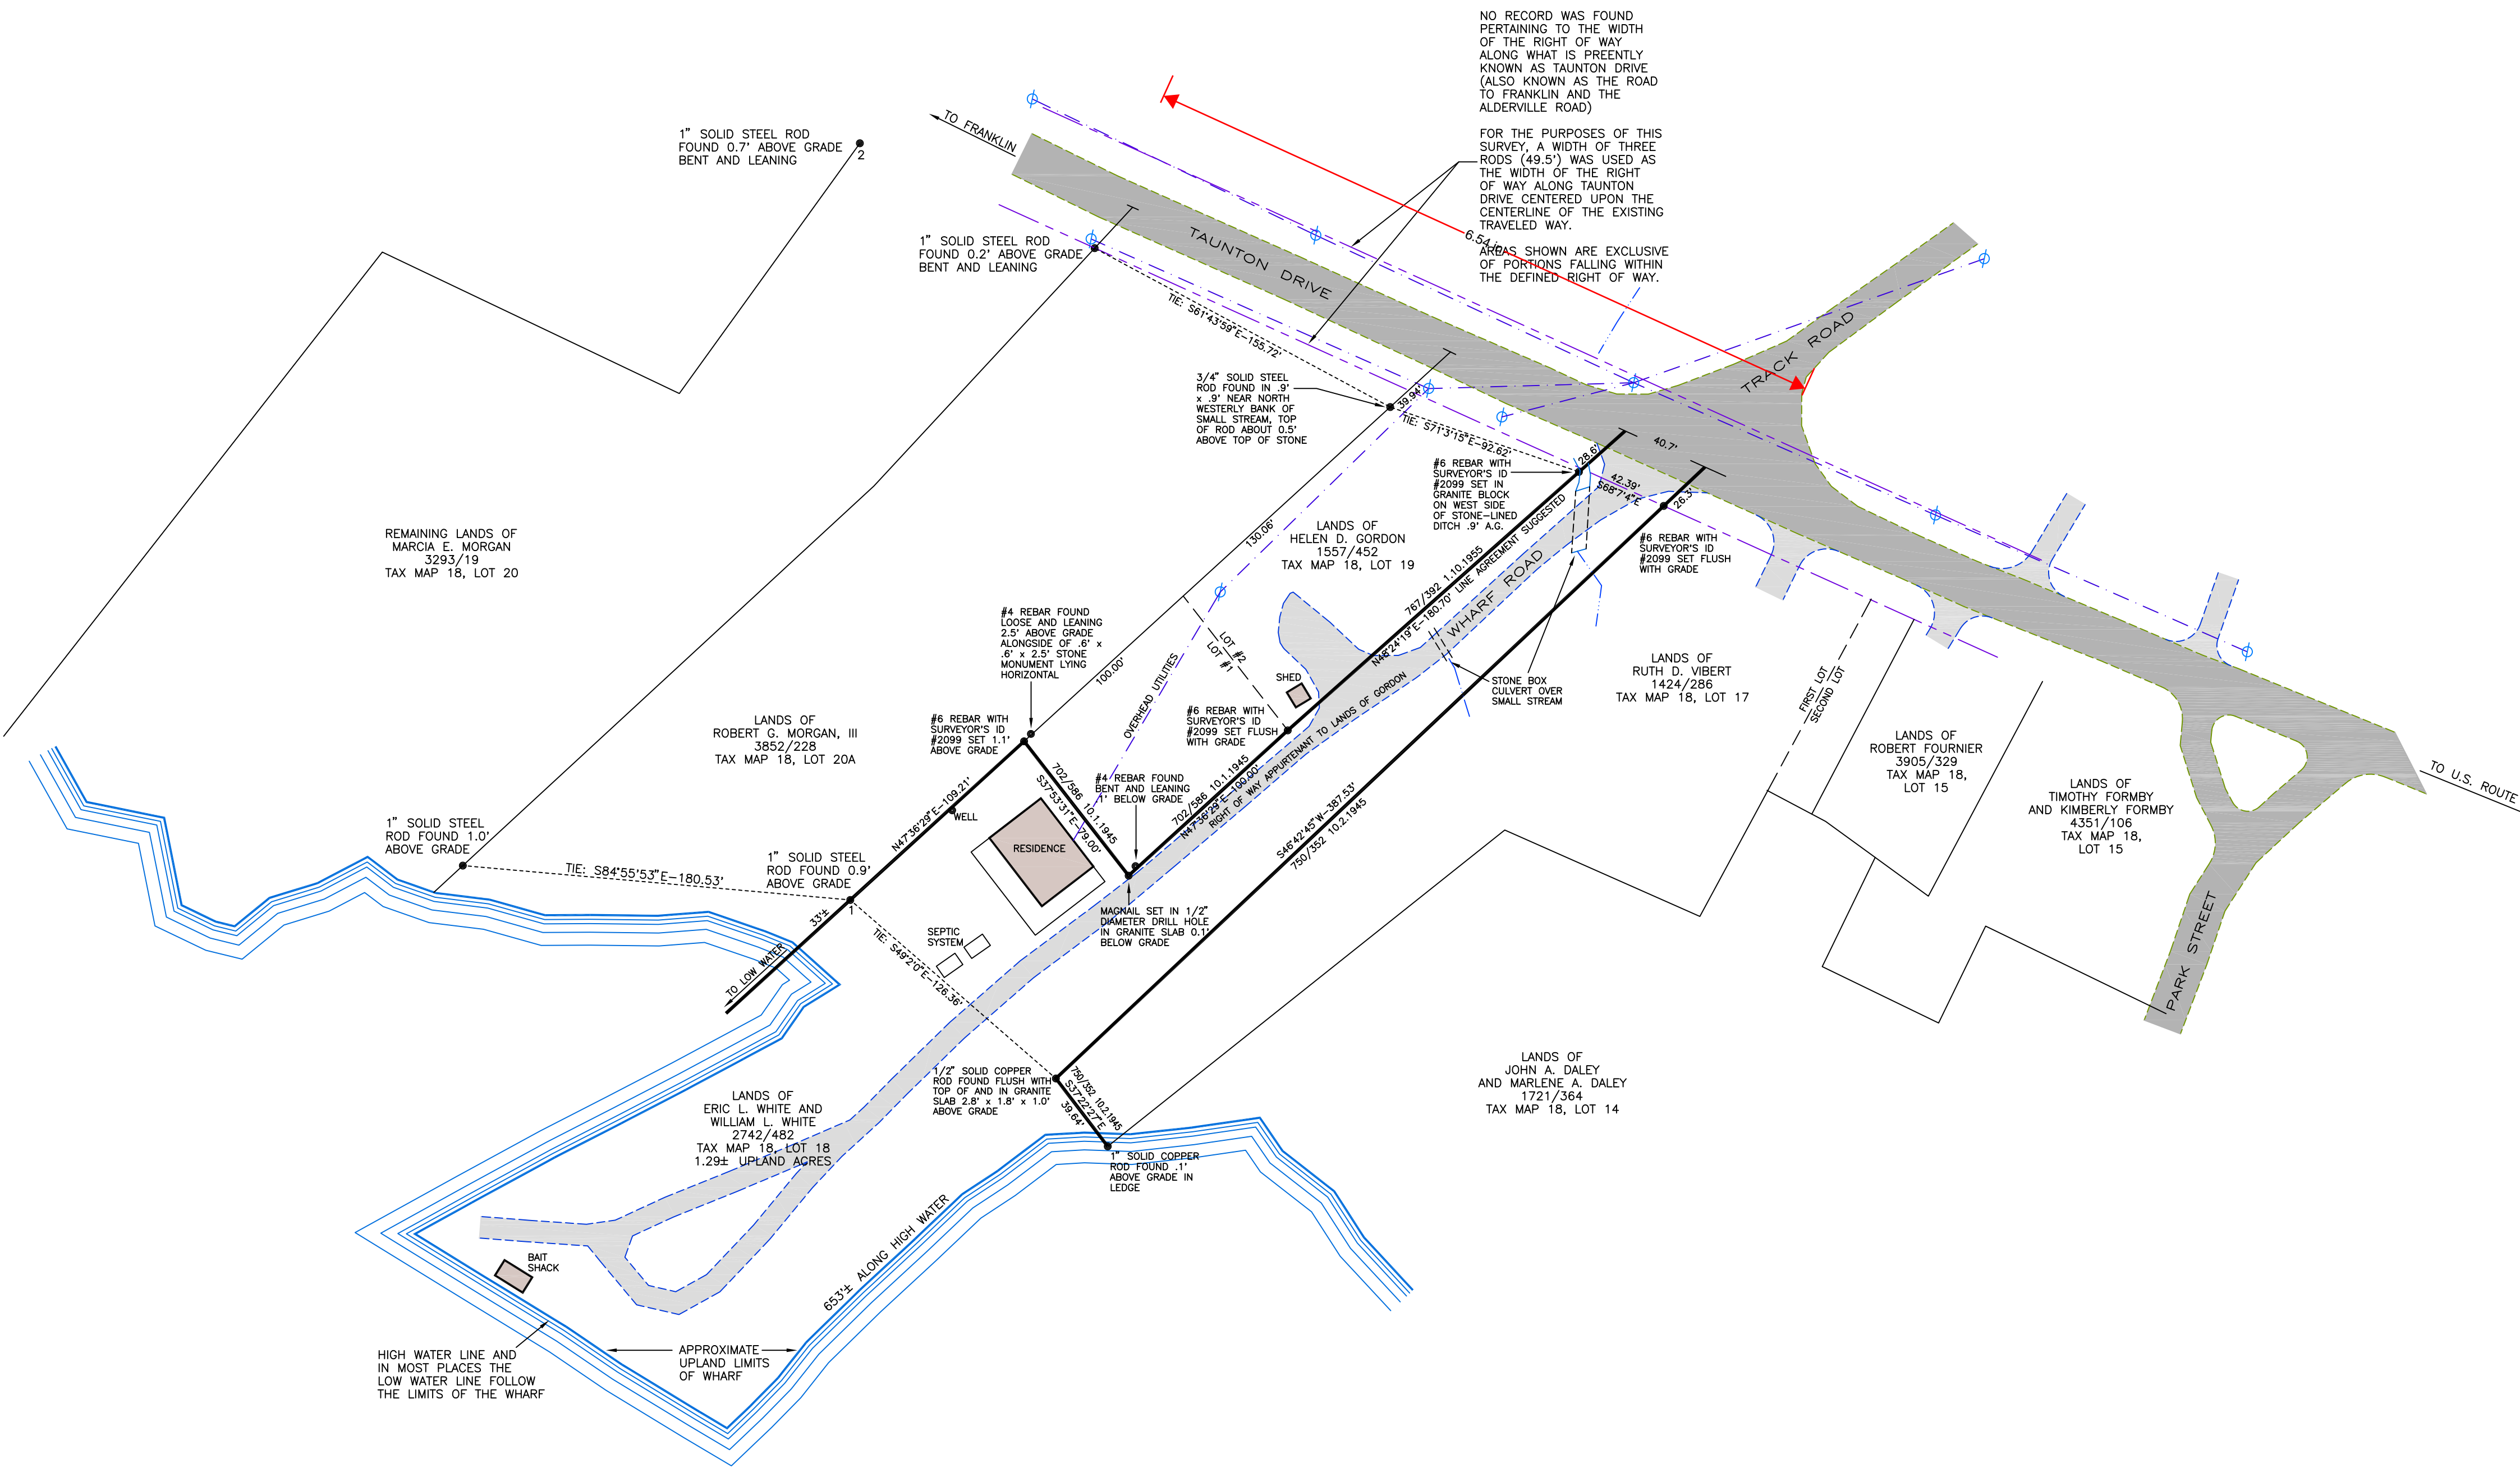 NO RECORD WAS FOUND
PERTAINING TO THE WIDTH
OF THE RIGHT OF WAY
ALONG WHAT IS PREENTLY
KNOWN AS TAUNTON DRIVE
(ALSO KNOWN AS THE ROAD
TO FRANKLIN AND THE
ALDERVILLE ROAD)
FOR THE PURPOSES OF THIS
SURVEY, A WIDTH OF THREE
RODS (49.5') WAS USED AS
THE WIDTH OF THE RIGHT
OF WAY ALONG TAUNTON
DRIVE CENTERED UPON THE
CENTERLINE OF THE EXISTING
TRAVELED WAY.
AREAS SHOWN ARE EXCLUSIVE
OF PORTIONS FALLING WITHIN
THE DEFINED RIGHT OF WAY.
6.54 in
TO FRANKLIN
1" SOLID STEEL ROD
FOUND 0.7' ABOVE GRADE
BENT AND LEANING
2
1" SOLID STEEL ROD
FOUND 0.2' ABOVE GRADE
BENT AND LEANING
TAUNTON DRIVE
TRACK ROAD
TIE: S61°43'59"E-155.72'
3/4" SOLID STEEL
ROD FOUND IN .9'
x .9' NEAR NORTH
WESTERLY BANK OF
SMALL STREAM, TOP
OF ROD ABOUT 0.5'
ABOVE TOP OF STONE
39.94'
TIE: S71°3'15"E-92.62'
28.6'
40.7'
42.39'
S68°7'4"E
26.3'
#6 REBAR WITH
SURVEYOR'S ID
#2099 SET IN
GRANITE BLOCK
ON WEST SIDE
OF STONE-LINED
DITCH .9' A.G.
#6 REBAR WITH
SURVEYOR'S ID
#2099 SET FLUSH
WITH GRADE
130.06'
LANDS OF
HELEN D. GORDON
1557/452
TAX MAP 18, LOT 19
767/392 1.10.1955
N48°24'19"E-180.70' LINE AGREEMENT SUGGESTED
WHARF ROAD
REMAINING LANDS OF
MARCIA E. MORGAN
3293/19
TAX MAP 18, LOT 20
#4 REBAR FOUND
LOOSE AND LEANING
2.5' ABOVE GRADE
ALONGSIDE OF .6' x
.6' x 2.5' STONE
MONUMENT LYING
HORIZONTAL
100.00'
LOT #2
LOT #1
OVERHEAD UTILITIES
SHED
STONE BOX
CULVERT OVER
SMALL STREAM
LANDS OF
RUTH D. VIBERT
1424/286
TAX MAP 18, LOT 17
FIRST LOT
SECOND LOT
LANDS OF
ROBERT FOURNIER
3905/329
TAX MAP 18,
LOT 15
LANDS OF
TIMOTHY FORMBY
AND KIMBERLY FORMBY
4351/106
TAX MAP 18,
LOT 15
TO U.S. ROUTE
PARK STREET
LANDS OF
ROBERT G. MORGAN, III
3852/228
TAX MAP 18, LOT 20A
#6 REBAR WITH
SURVEYOR'S ID
#2099 SET 1.1'
ABOVE GRADE
#6 REBAR WITH
SURVEYOR'S ID
#2099 SET FLUSH
WITH GRADE
702/586 10.1.1945
S37°53'31"E-79.00'
#4 REBAR FOUND
BENT AND LEANING
.1' BELOW GRADE
702/586 10.1.1945
N47°36'29"E-100.00'
RIGHT OF WAY APPURTENANT TO LANDS OF GORDON
N47°36'29"E-109.21'
WELL
RESIDENCE
S46°42'45"W-387.53'
750/352 10.2.1945
1" SOLID STEEL
ROD FOUND 1.0'
ABOVE GRADE
TIE: S84°55'53"E-180.53'
1" SOLID STEEL
ROD FOUND 0.9'
ABOVE GRADE
1
33'±
TO LOW WATER
TIE: S49°2'0"E-126.36'
SEPTIC
SYSTEM
MAGNAIL SET IN 1/2"
DIAMETER DRILL HOLE
IN GRANITE SLAB 0.1'
BELOW GRADE
1/2" SOLID COPPER
ROD FOUND FLUSH WITH
TOP OF AND IN GRANITE
SLAB 2.8' x 1.8' x 1.0'
ABOVE GRADE
750/352 10.2.1945
S37°22'27"E
39.64'
1" SOLID COPPER
ROD FOUND .1'
ABOVE GRADE IN
LEDGE
LANDS OF
JOHN A. DALEY
AND MARLENE A. DALEY
1721/364
TAX MAP 18, LOT 14
LANDS OF
ERIC L. WHITE AND
WILLIAM L. WHITE
2742/482
TAX MAP 18, LOT 18
1.29± UPLAND ACRES
653'± ALONG HIGH WATER
BAIT
SHACK
APPROXIMATE
UPLAND LIMITS
OF WHARF
HIGH WATER LINE AND
IN MOST PLACES THE
LOW WATER LINE FOLLOW
THE LIMITS OF THE WHARF